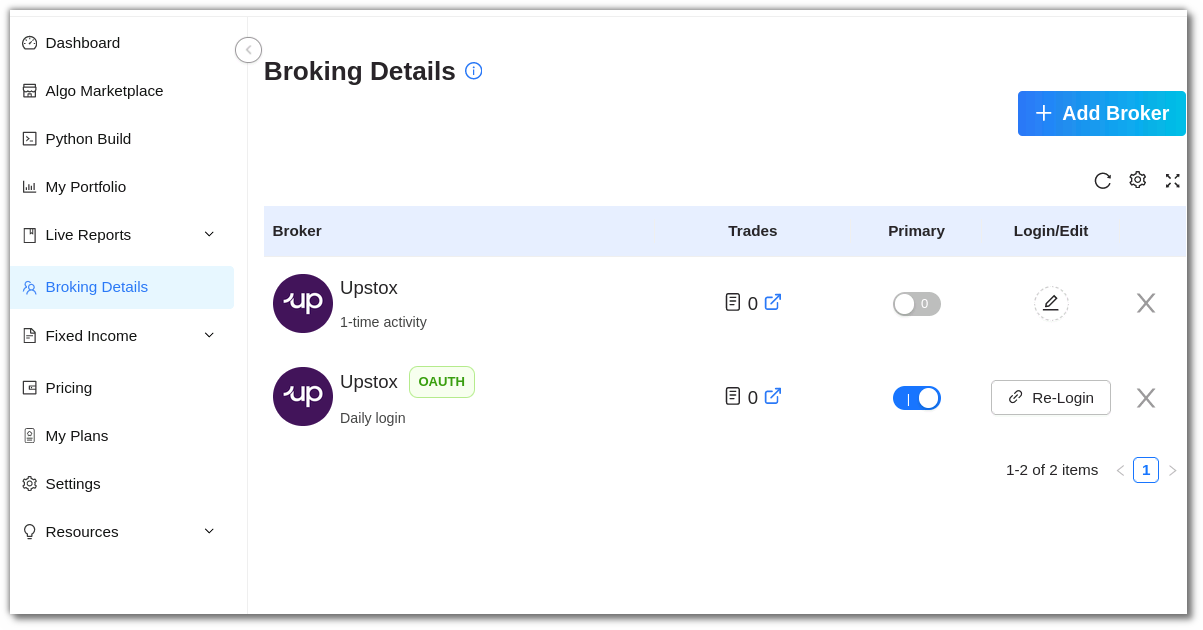 Dashboard
Algo Marketplace
Python Build
My Portfolio
Live Reports
Broking Details
Fixed Income
Pricing
My Plans
Settings
Resources
Broking Details
Add Broker
Broker Trades Primary Login/Edit
up Upstox 0 0
1-time activity
up Upstox OAUTH 0 Re-Login
Daily login
1-2 of 2 items < 1 >